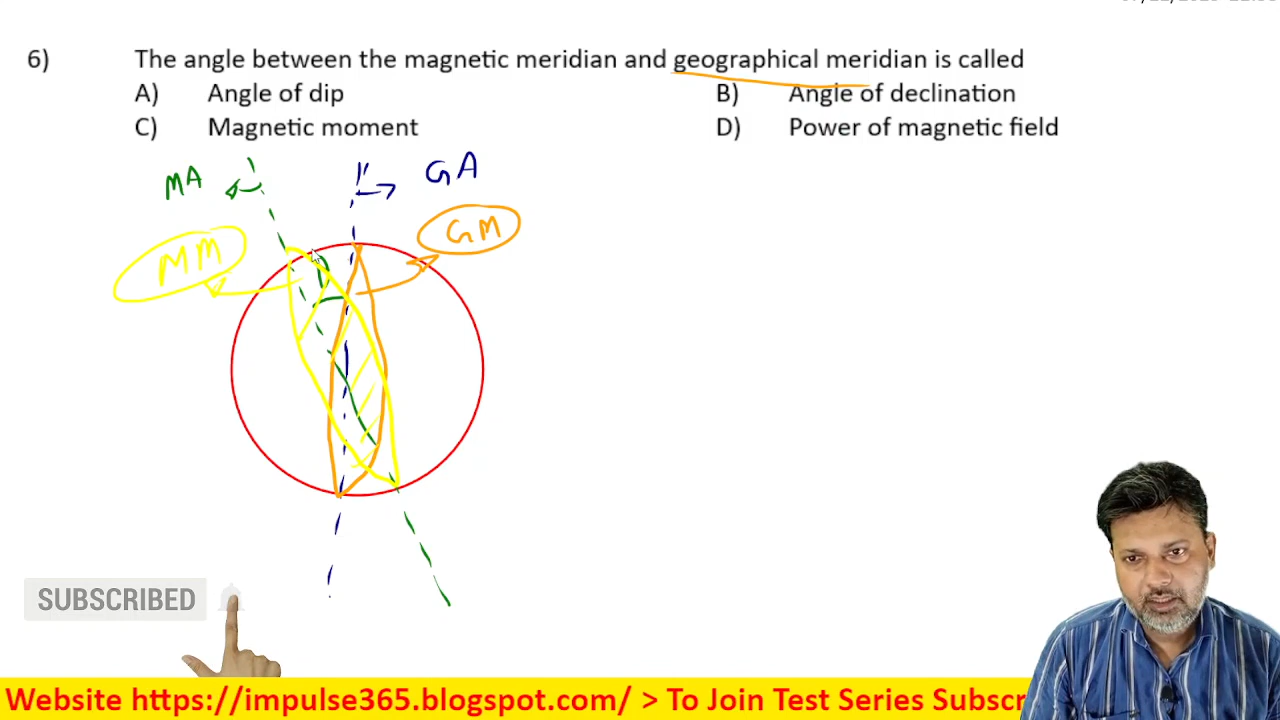 6) The angle between the magnetic meridian and geographical meridian is called
A) Angle of dip B) Angle of declination
C) Magnetic moment D) Power of magnetic field
MA GA
MM GM
SUBSCRIBED
Website https://impulse365.blogspot.com/ > To Join Test Series Subscr